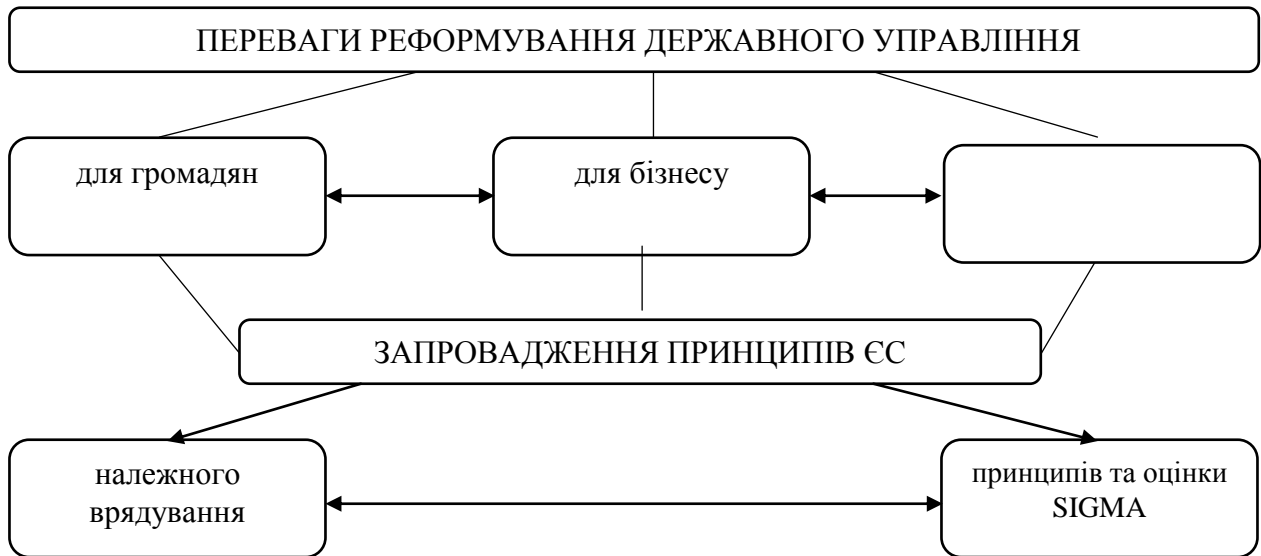 ПЕРЕВАГИ РЕФОРМУВАННЯ ДЕРЖАВНОГО УПРАВЛІННЯ
для громадян
для бізнесу
ЗАПРОВАДЖЕННЯ ПРИНЦИПІВ ЄС
належного
врядування
принципів та оцінки
SIGMA